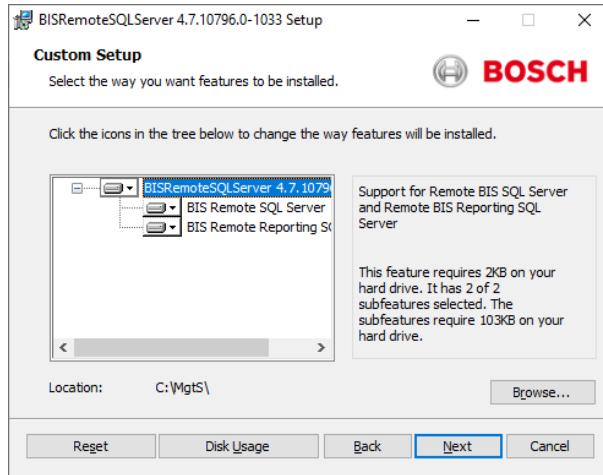 BISRemoteSQLServer 4.7.10796.0-1033 Setup
Custom Setup
Select the way you want features to be installed.
BOSCH
Click the icons in the tree below to change the way features will be installed.
BISRemoteSQLServer 4.7.1079
BIS Remote SQL Server
BIS Remote Reporting S
Support for Remote BIS SQL Server
and Remote BIS Reporting SQL
Server
This feature requires 2KB on your
hard drive. It has 2 of 2
subfeatures selected. The
subfeatures require 103KB on your
hard drive.
Location: C:\MgtS\
Browse...
Reset Disk Usage Back Next Cancel